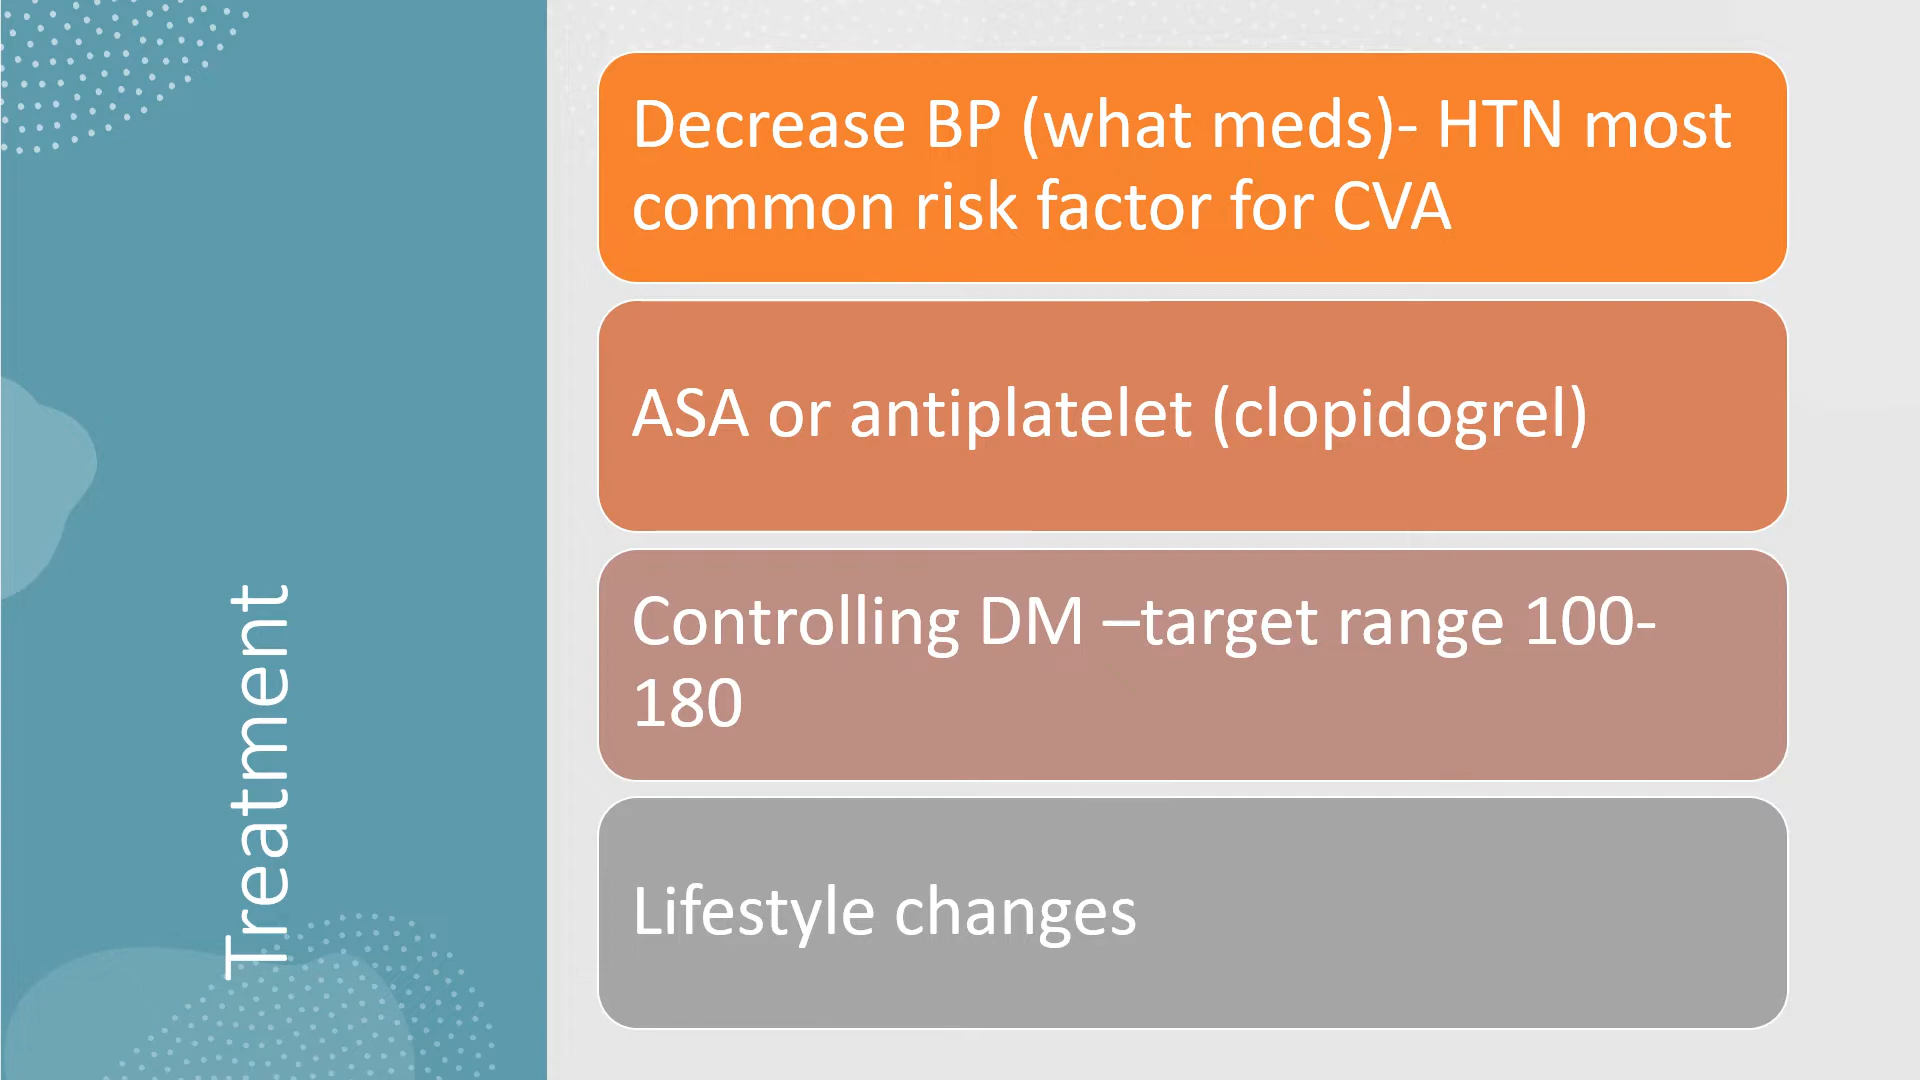 Treatment
Decrease BP (what meds)- HTN most
common risk factor for CVA
ASA or antiplatelet (clopidogrel)
Controlling DM –target range 100-
180
Lifestyle changes